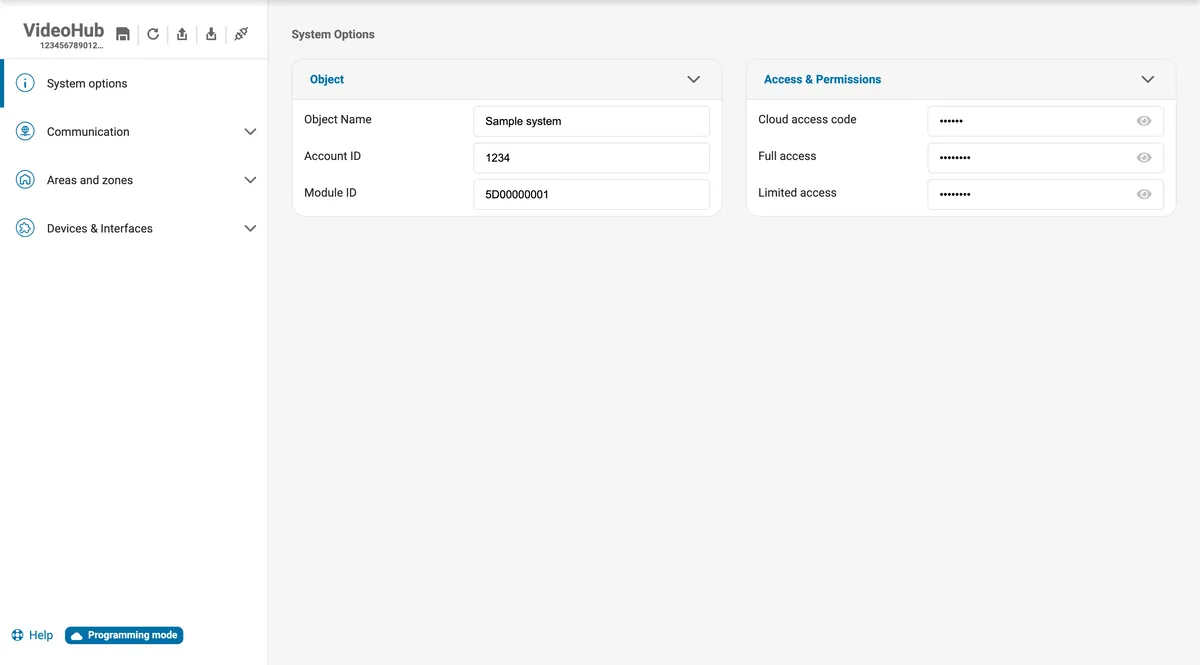 VideoHub
123456789012...
System options
Communication
Areas and zones
Devices & Interfaces
Help
Programming mode
System Options
Object
Object Name
Sample system
Account ID
1234
Module ID
5D00000001
Access & Permissions
Cloud access code
••••••
Full access
••••••••
Limited access
••••••••